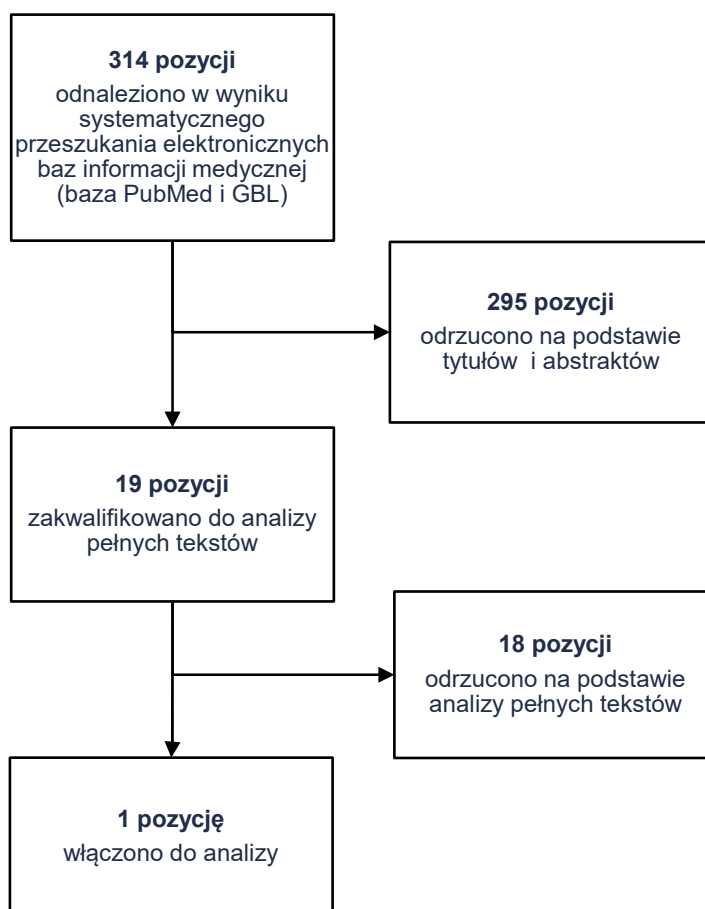 314 pozycji
odnaleziono w wyniku
systematycznego
przeszukania elektronicznych
baz informacji medycznej
(baza PubMed i GBL)
295 pozycji
odrzucono na podstawie
tytułów  i abstraktów
19 pozycji
zakwalifikowano do analizy
pełnych tekstów
18 pozycji
odrzucono na podstawie
analizy pełnych tekstów
1 pozycję
włączono do analizy